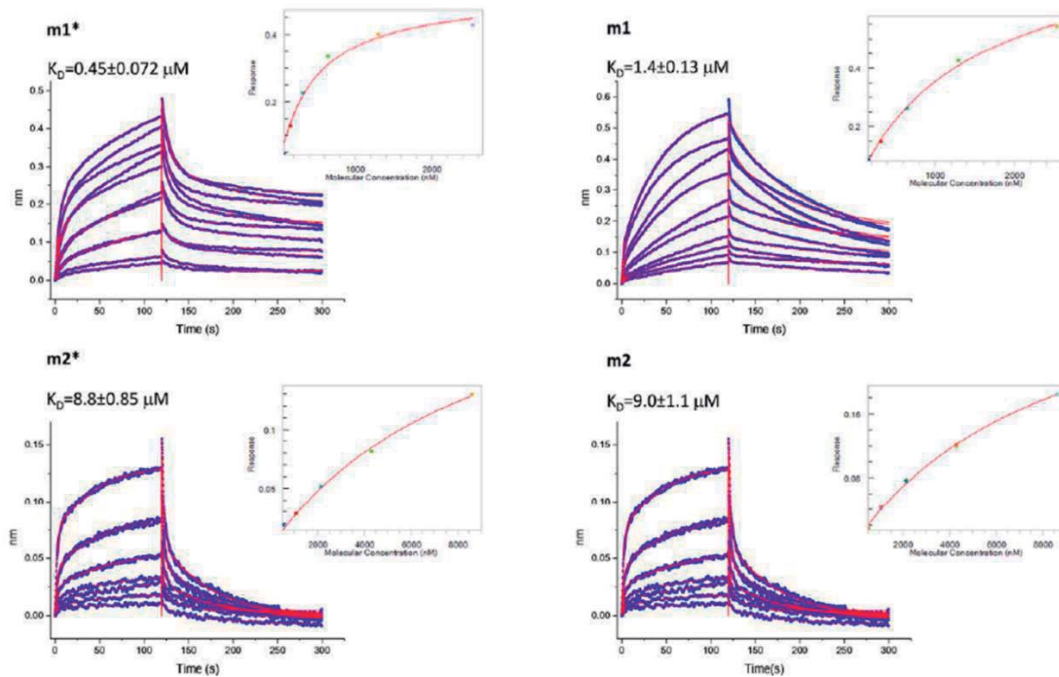 m1*
K_D=0.45±0.072 μM
nm
0.5
0.4
0.3
0.2
0.1
0.0
0 50 100 150 200 250 300
Time (s)
Response
0.4
0.2
1000 2000
Molecular Concentration (nM)
m1
K_D=1.4±0.13 μM
nm
0.6
0.5
0.4
0.3
0.2
0.1
0.0
0 50 100 150 200 250 300
Time (s)
Response
0.4
0.2
1000 2000
Molecular Concentration (nM)
m2*
K_D=8.8±0.85 μM
nm
0.15
0.10
0.05
0.00
0 50 100 150 200 250 300
Time (s)
Response
0.1
0.05
2000 4000 6000 8000
Molecular Concentration (nM)
m2
K_D=9.0±1.1 μM
nm
0.15
0.10
0.05
0.00
0 50 100 150 200 250 300
Time(s)
Response
0.16
0.08
2000 4000 6000 8000
Molecular Concentration (nM)